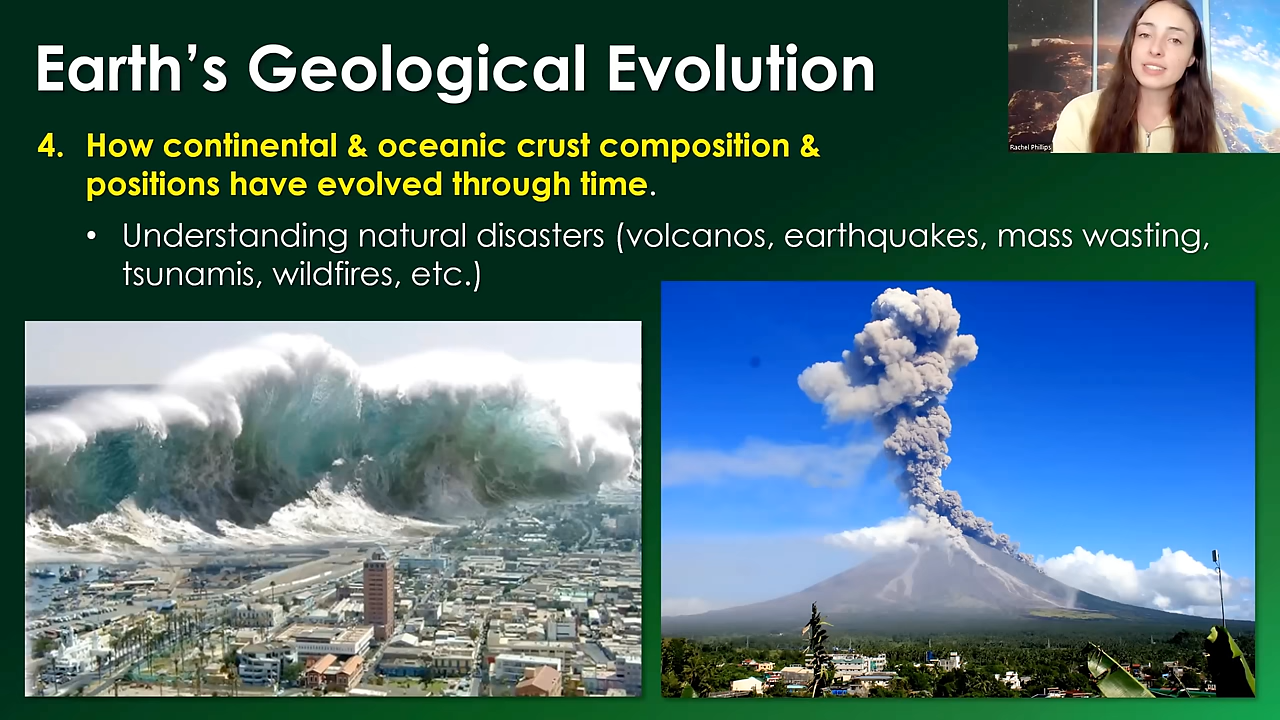 Earth's Geological Evolution
4. How continental & oceanic crust composition &
positions have evolved through time.
• Understanding natural disasters (volcanos, earthquakes, mass wasting,
tsunamis, wildfires, etc.)
Rachel Phillips